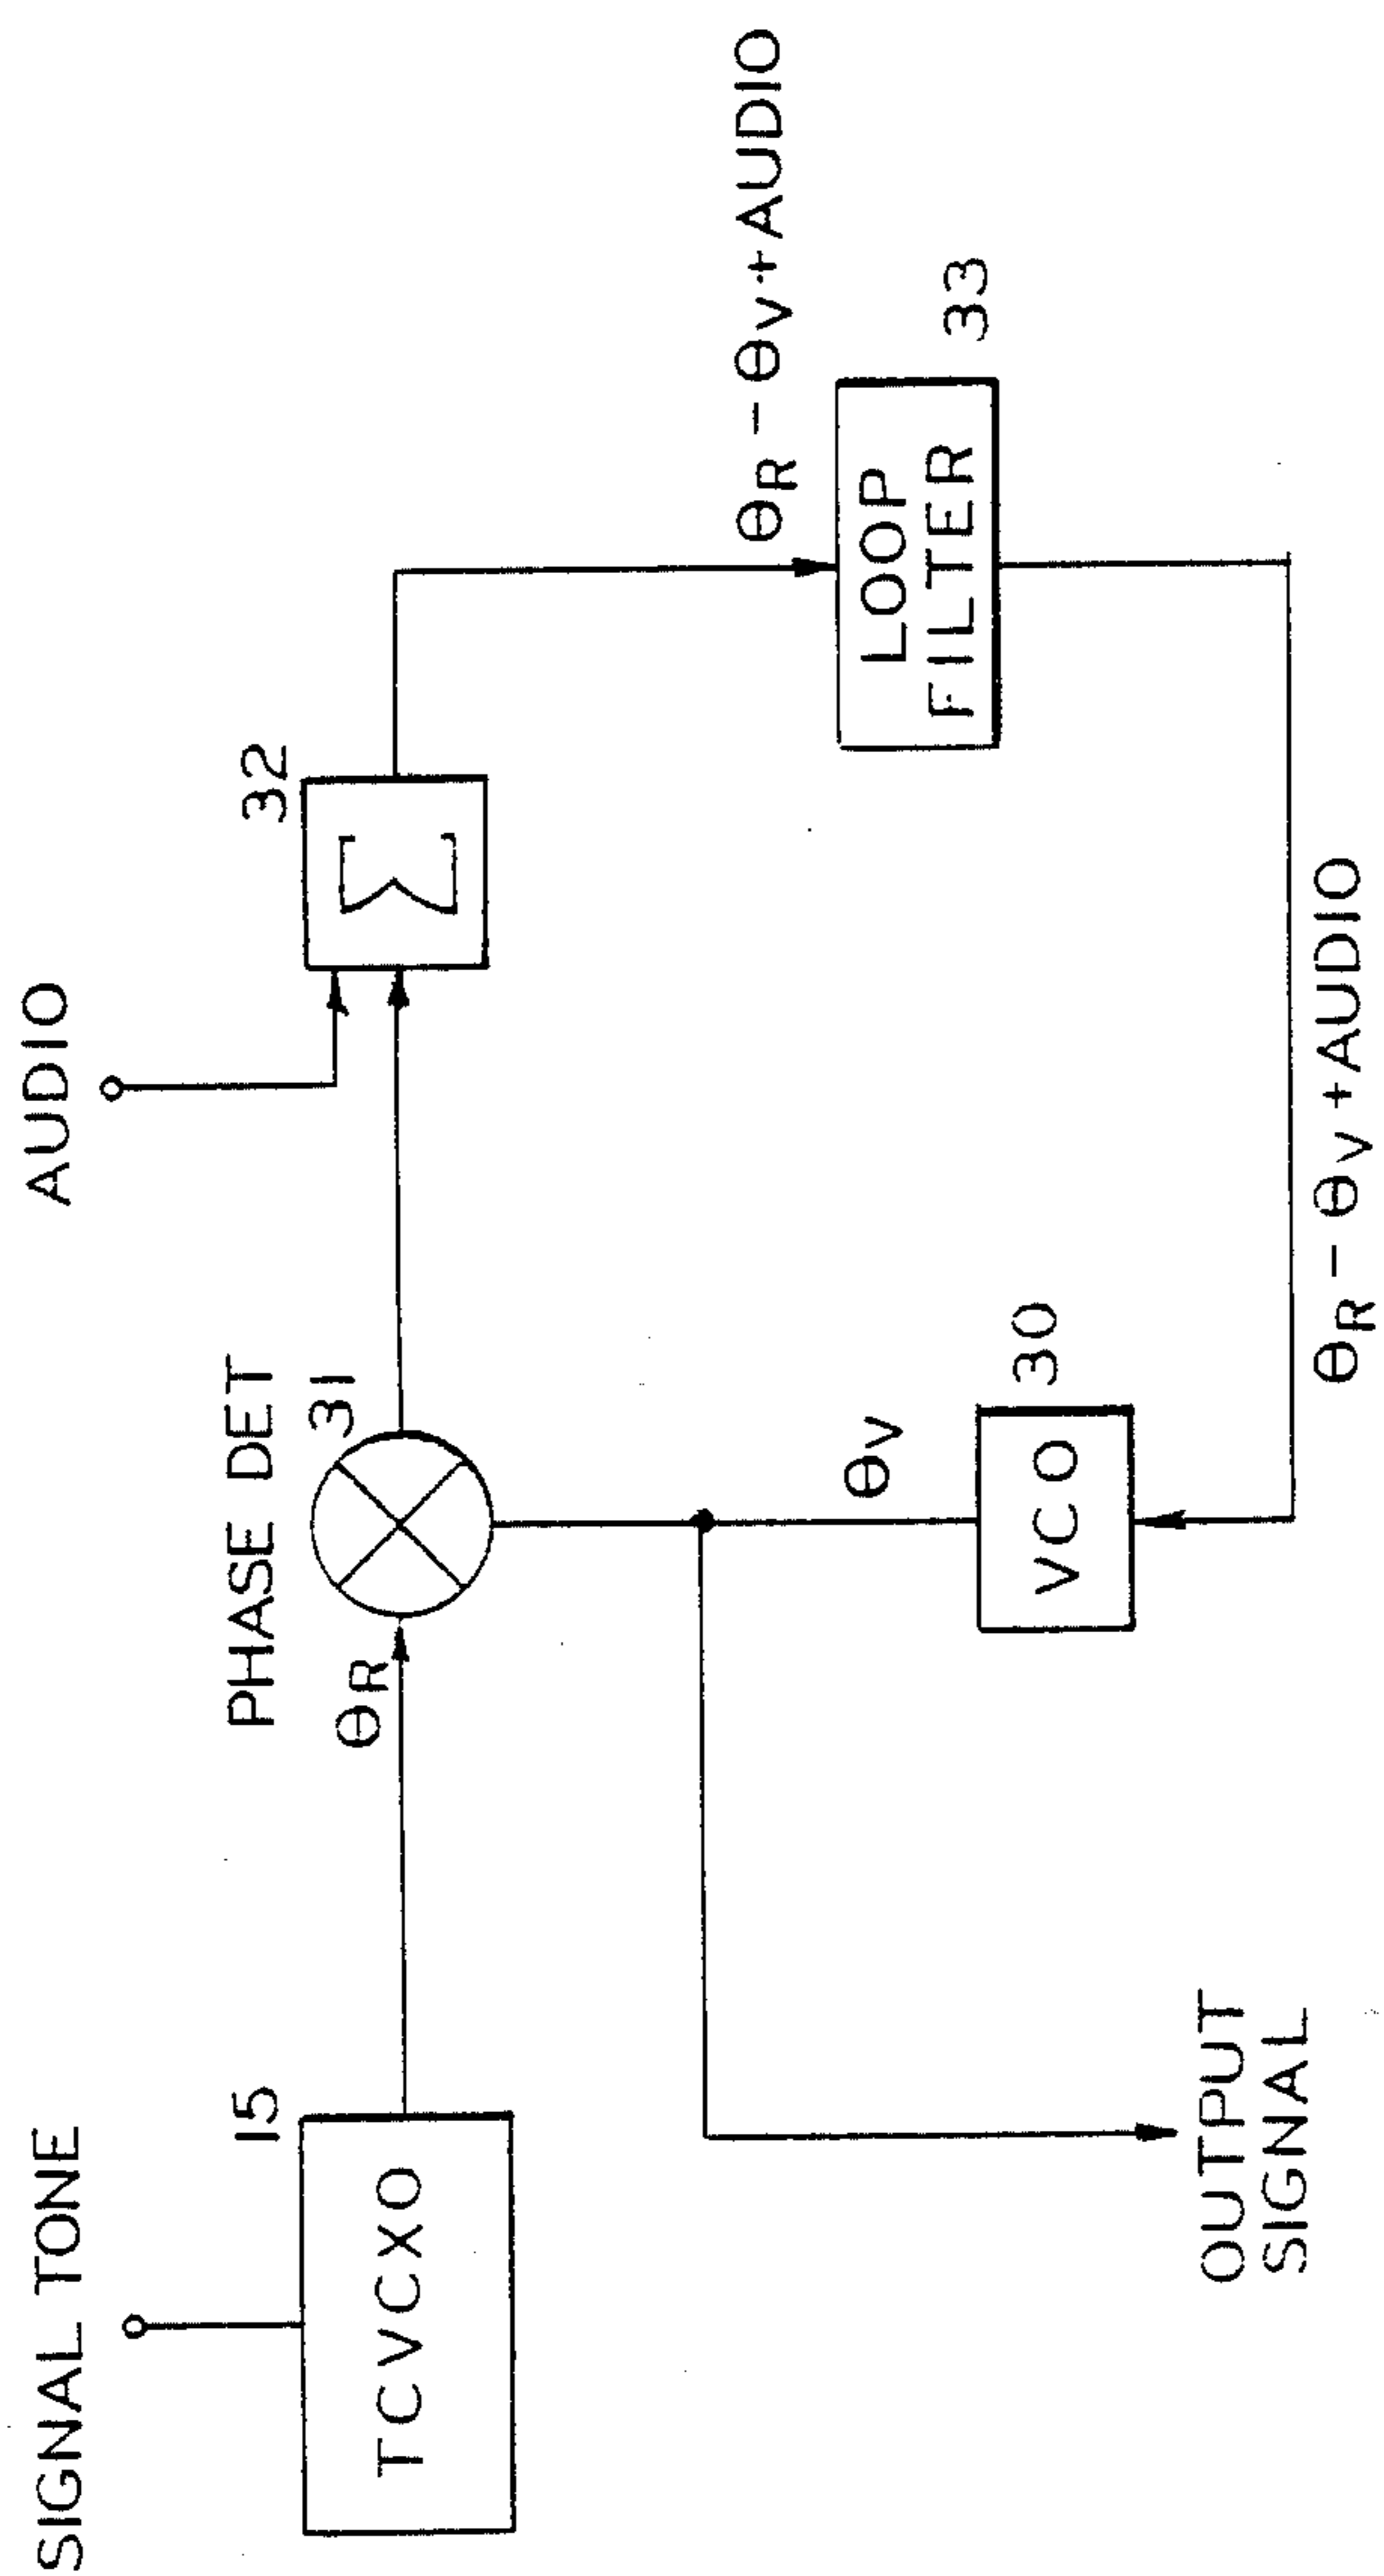 SIGNAL TONE
AUDIO
15
TCVCXO
θR
PHASE DET
31
32
Σ
θR - θV + AUDIO
LOOP
FILTER
33
θV
VCO
30
θR - θV + AUDIO
OUTPUT
SIGNAL